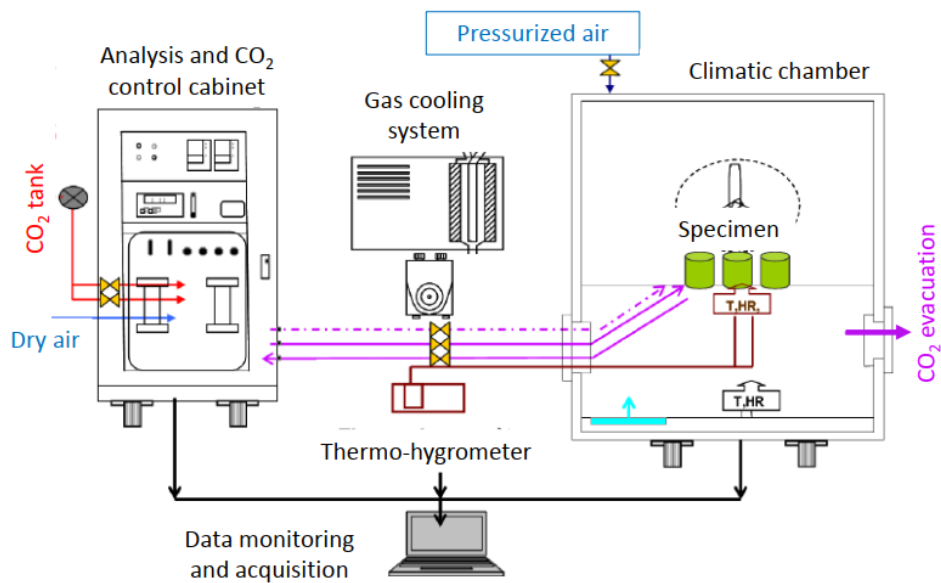 Pressurized air
Analysis and CO₂
control cabinet
Climatic chamber
Gas cooling
system
CO₂ tank
Specimen
T,HR,
Dry air
CO₂ evacuation
T,HR
Thermo-hygrometer
Data monitoring
and acquisition